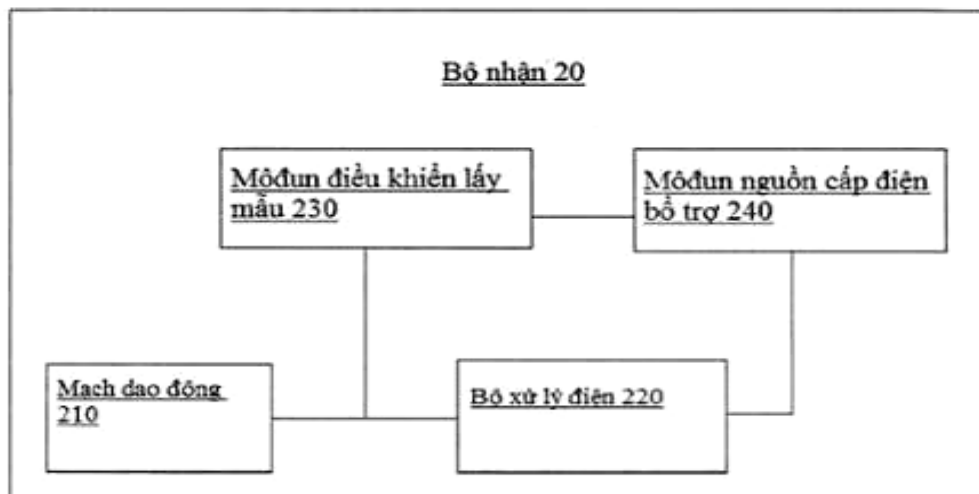 Bộ nhận 20
Môđun điều khiển lấy
mẫu 230
Môđun nguồn cấp điện
bổ trợ 240
Mạch dao động
210
Bộ xử lý điện 220